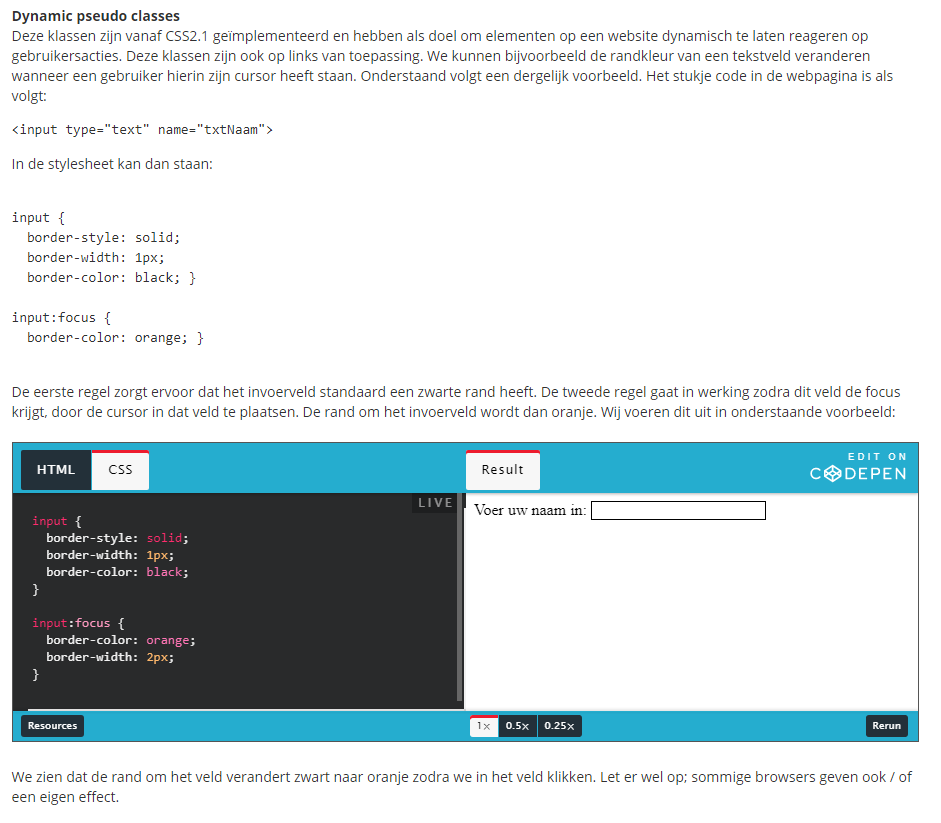 Dynamic pseudo classes
Deze klassen zijn vanaf CSS2.1 geïmplementeerd en hebben als doel om elementen op een website dynamisch te laten reageren op
gebruikersacties. Deze klassen zijn ook op links van toepassing. We kunnen bijvoorbeeld de randkleur van een tekstveld veranderen
wanneer een gebruiker hierin zijn cursor heeft staan. Onderstaand volgt een dergelijk voorbeeld. Het stukje code in de webpagina is als
volgt:
<input type="text" name="txtNaam">
In de stylesheet kan dan staan:
input {
  border-style: solid;
  border-width: 1px;
  border-color: black; }
input:focus {
  border-color: orange; }
De eerste regel zorgt ervoor dat het invoerveld standaard een zwarte rand heeft. De tweede regel gaat in werking zodra dit veld de focus
krijgt, door de cursor in dat veld te plaatsen. De rand om het invoerveld wordt dan oranje. Wij voeren dit uit in onderstaande voorbeeld:
HTML CSS
Result
EDIT ON
CODEPEN
LIVE
input {
  border-style: solid;
  border-width: 1px;
  border-color: black;
}
input:focus {
  border-color: orange;
  border-width: 2px;
}
Voer uw naam in:
Resources
1x 0.5x 0.25x
Rerun
We zien dat de rand om het veld verandert zwart naar oranje zodra we in het veld klikken. Let er wel op; sommige browsers geven ook / of
een eigen effect.